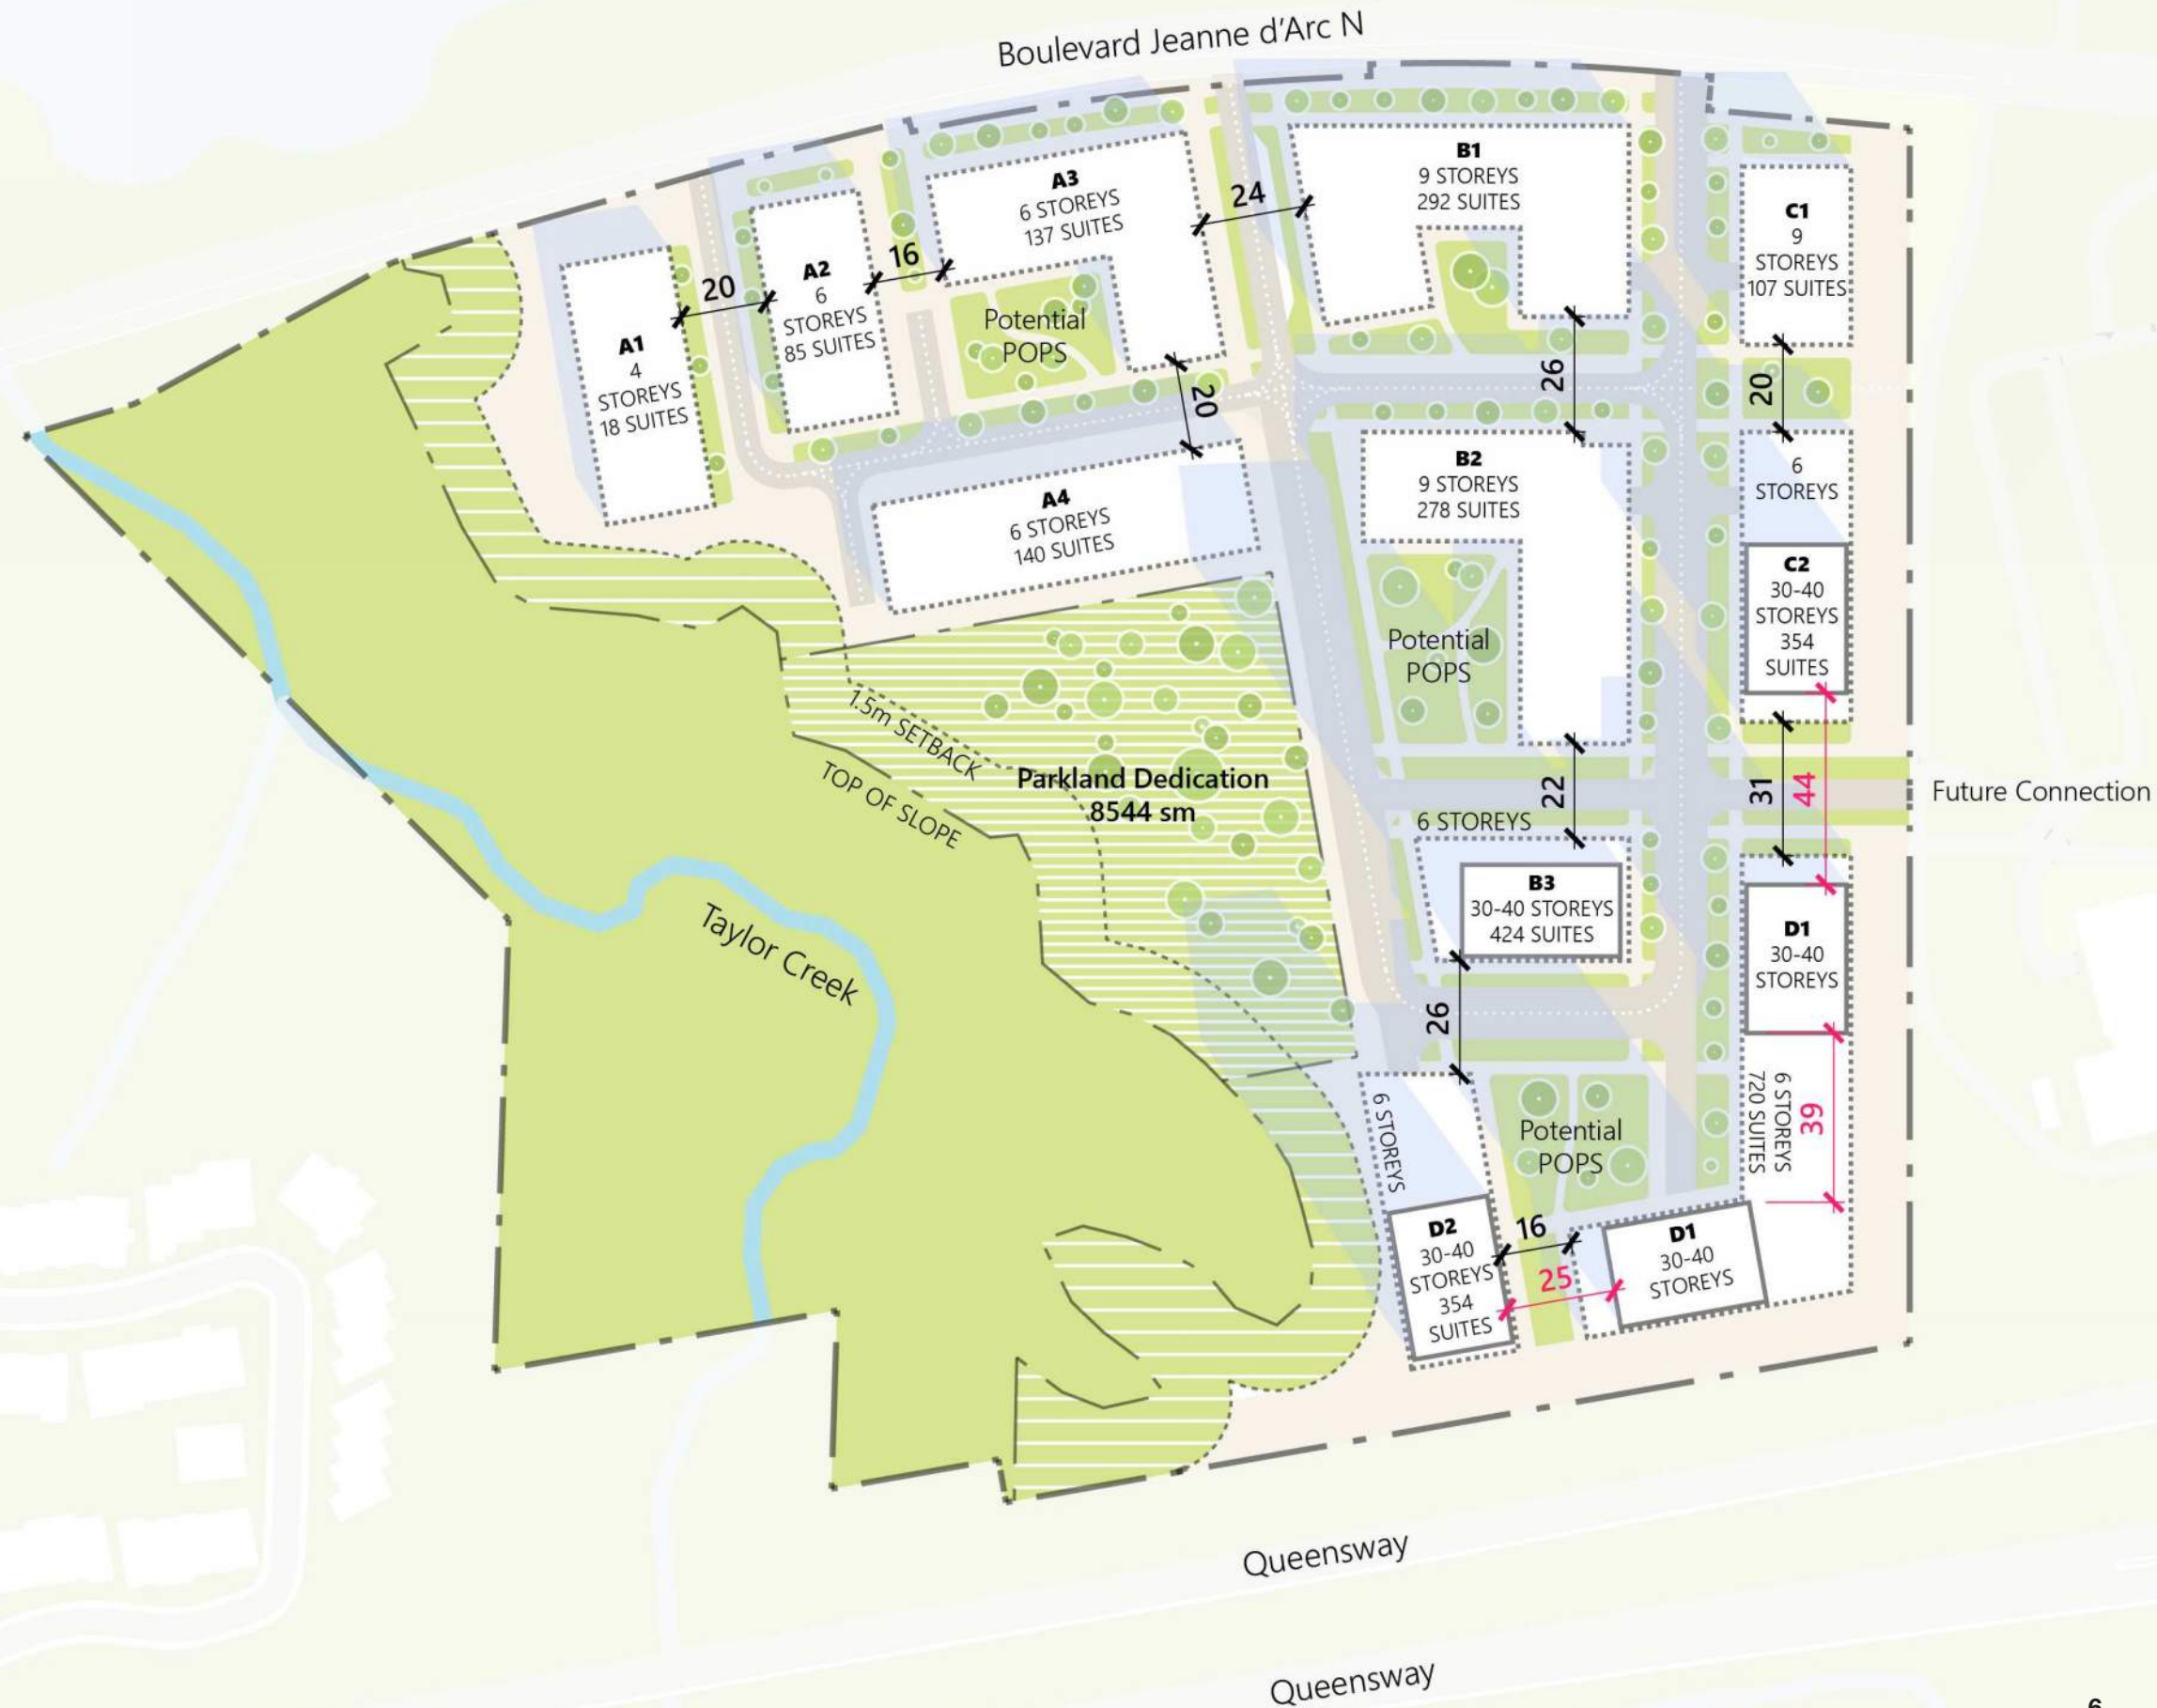 Boulevard Jeanne d'Arc N
A1
4
STOREYS
18 SUITES
20
A2
6
STOREYS
85 SUITES
16
A3
6 STOREYS
137 SUITES
Potential
POPS
24
20
A4
6 STOREYS
140 SUITES
B1
9 STOREYS
292 SUITES
26
C1
9
STOREYS
107 SUITES
20
B2
9 STOREYS
278 SUITES
Potential
POPS
6
STOREYS
C2
30-40
STOREYS
354
SUITES
1.5m SETBACK
TOP OF SLOPE
Parkland Dedication
8544 sm
22
31
44
Future Connection
6 STOREYS
B3
30-40 STOREYS
424 SUITES
26
D1
30-40
STOREYS
6 STOREYS
720 SUITES
39
Taylor Creek
6 STOREYS
Potential
POPS
D2
30-40
STOREYS
354
SUITES
16
25
D1
30-40
STOREYS
Queensway
Queensway